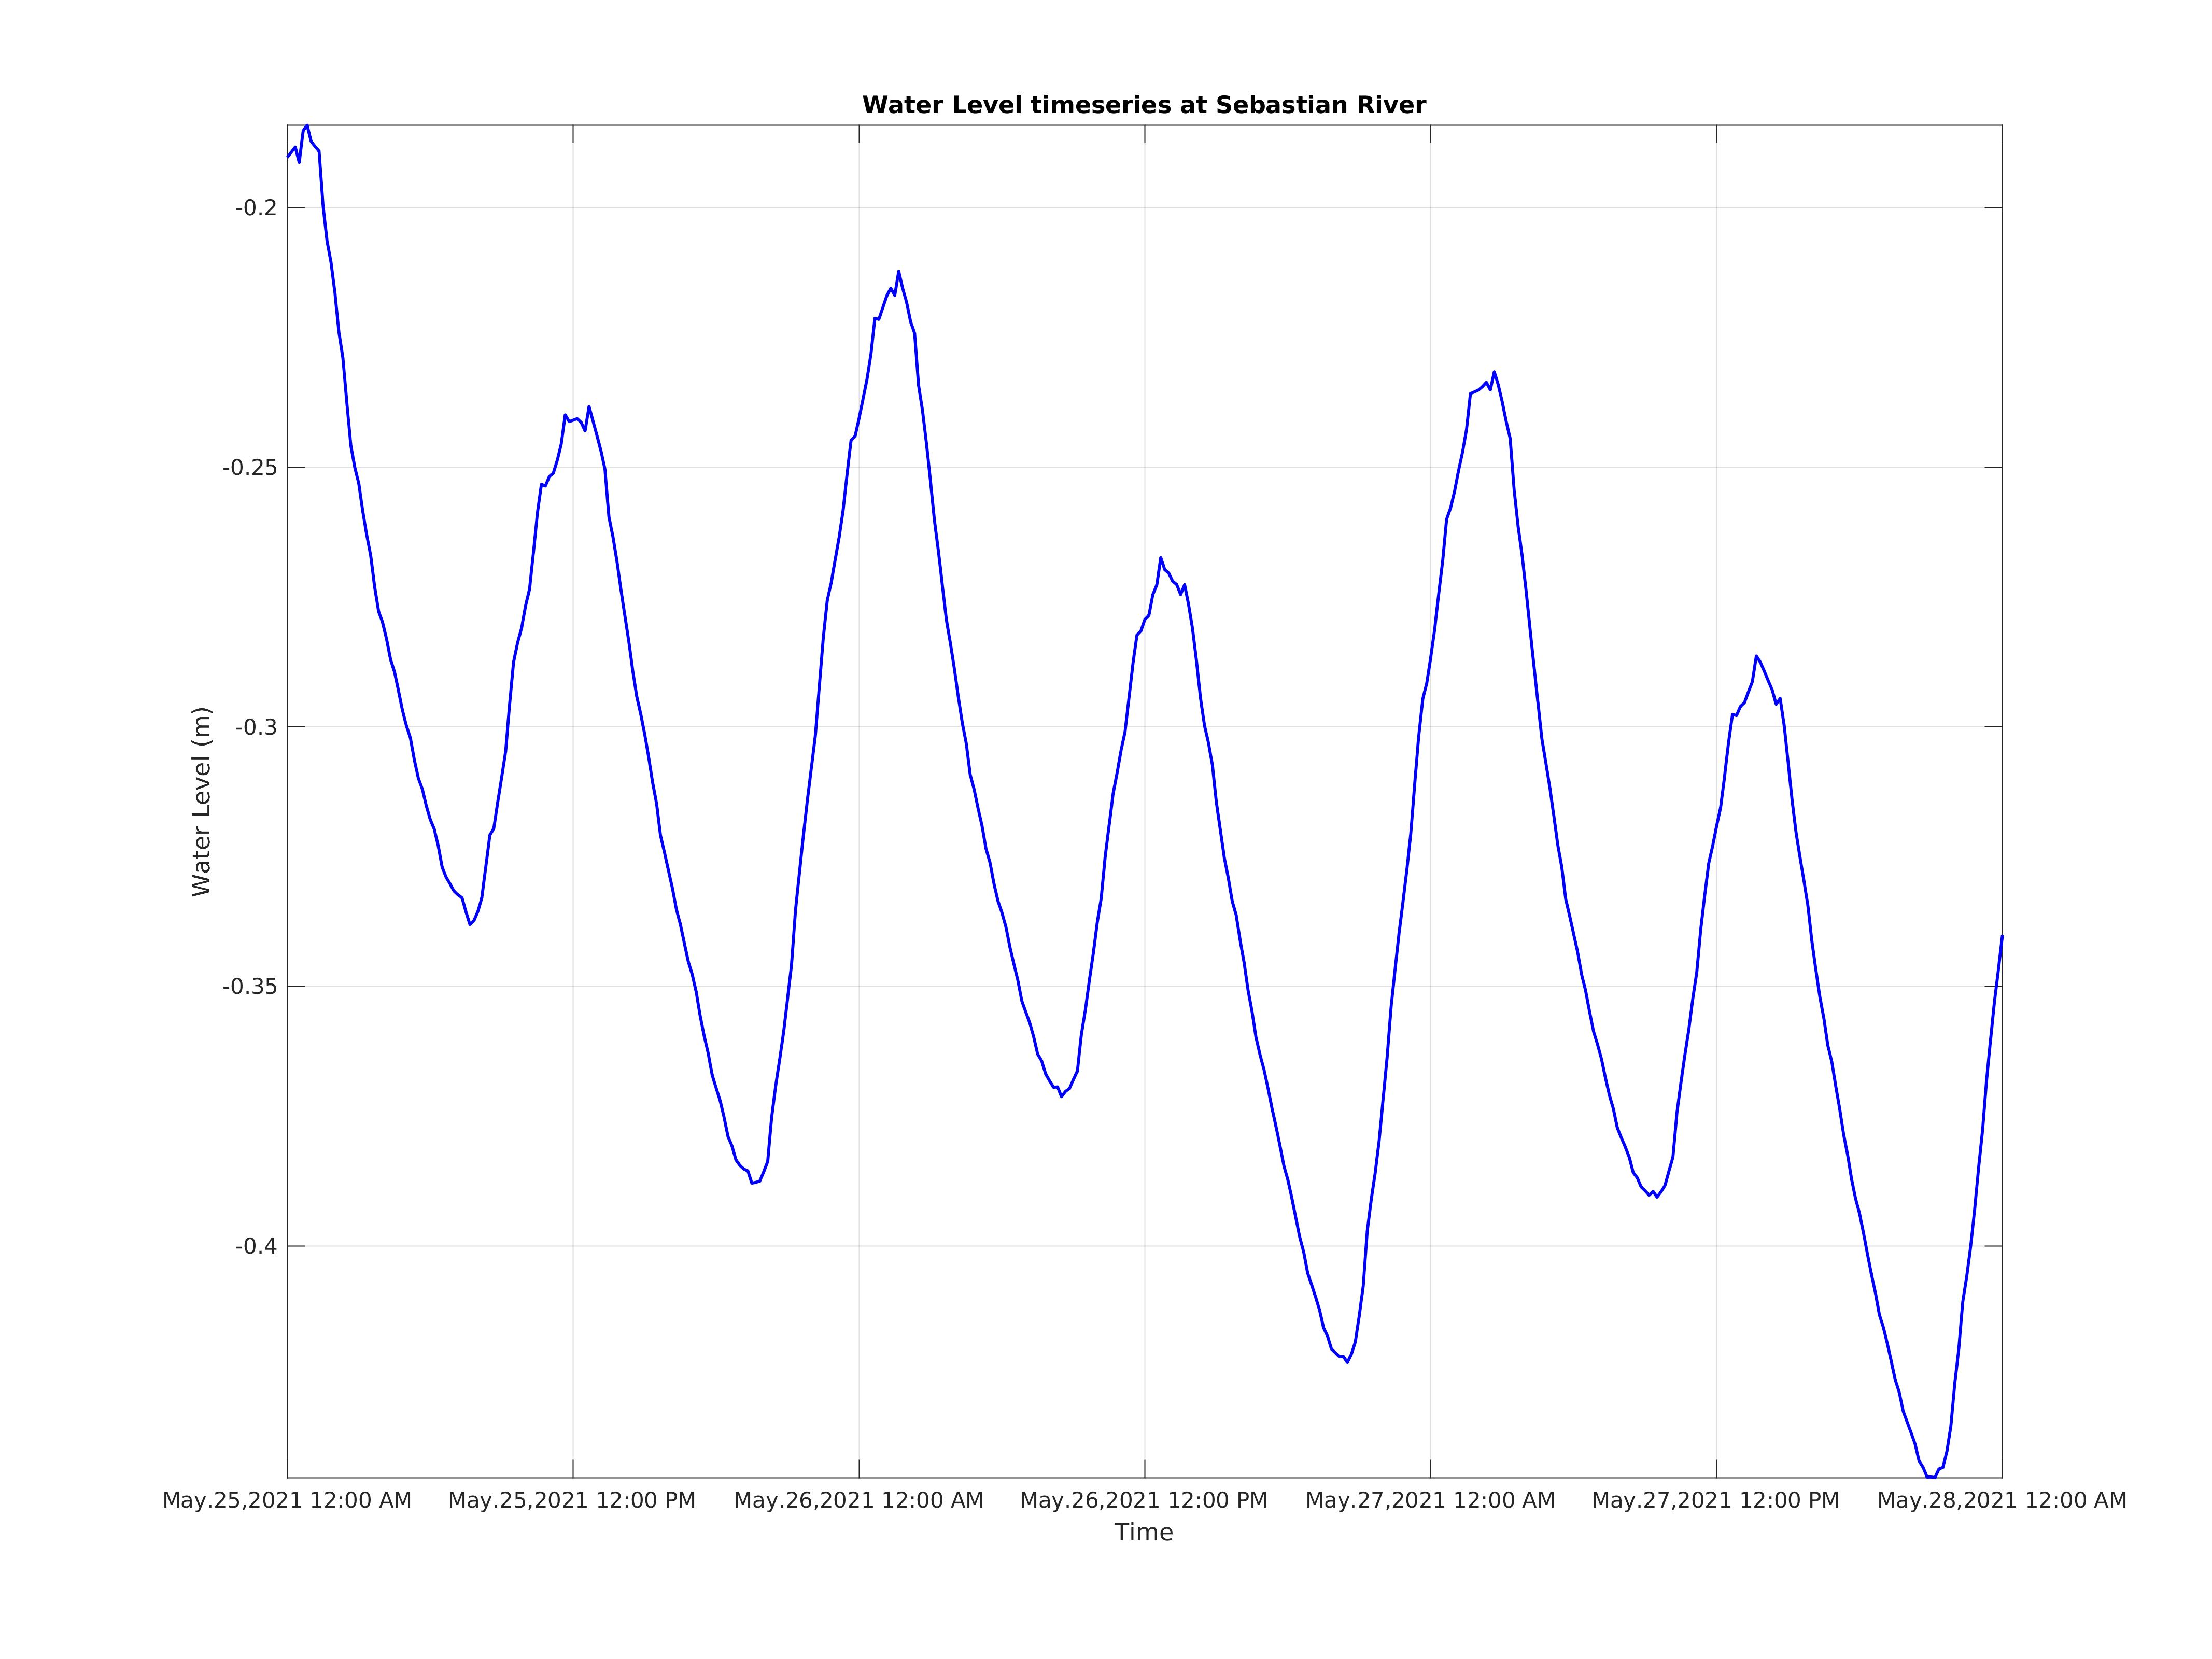 Water Level timeseries at Sebastian River
-0.2
-0.25
-0.3
-0.35
-0.4
Water Level (m)
May.25,2021 12:00 AM
May.25,2021 12:00 PM
May.26,2021 12:00 AM
May.26,2021 12:00 PM
May.27,2021 12:00 AM
May.27,2021 12:00 PM
May.28,2021 12:00 AM
Time